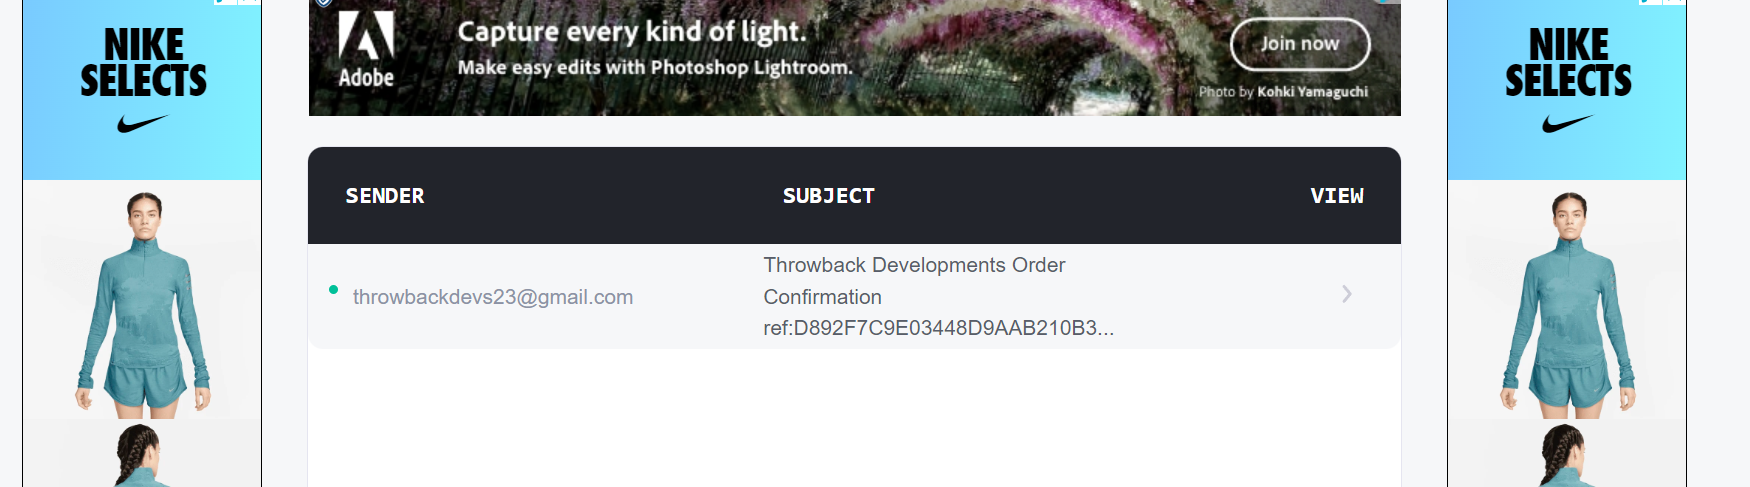 NIKE
SELECTS
Adobe
Capture every kind of light.
Make easy edits with Photoshop Lightroom.
Join now
Photo by Kohki Yamaguchi
NIKE
SELECTS
SENDER SUBJECT VIEW
throwbackdevs23@gmail.com
Throwback Developments Order
Confirmation
ref:D892F7C9E03448D9AAB210B3...